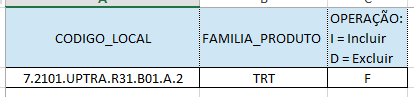 CODIGO_LOCAL FAMILIA_PRODUTO OPERAÇÃO:
I = Incluir
D = Excluir
7.2101.UPTRA.R31.B01.A.2 TRT F